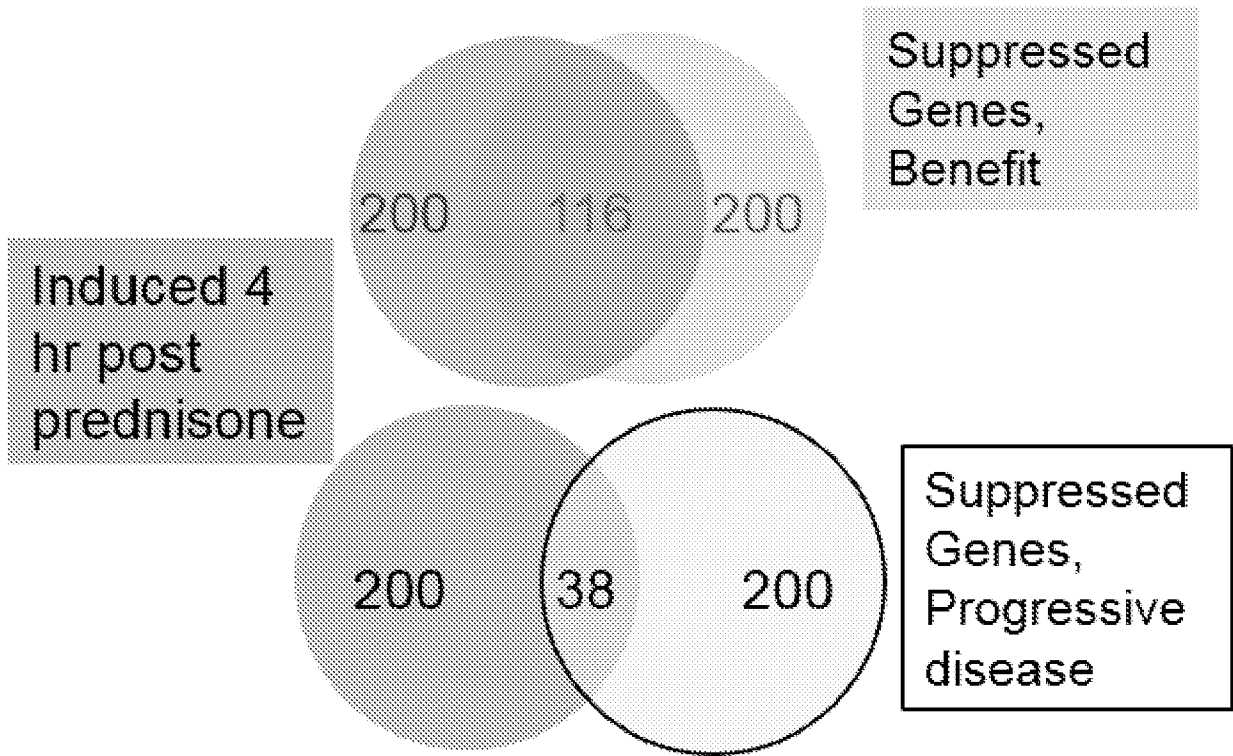 Suppressed
Genes,
Benefit
200 116 200
Induced 4
hr post
prednisone
200 38 200
Suppressed
Genes,
Progressive
disease